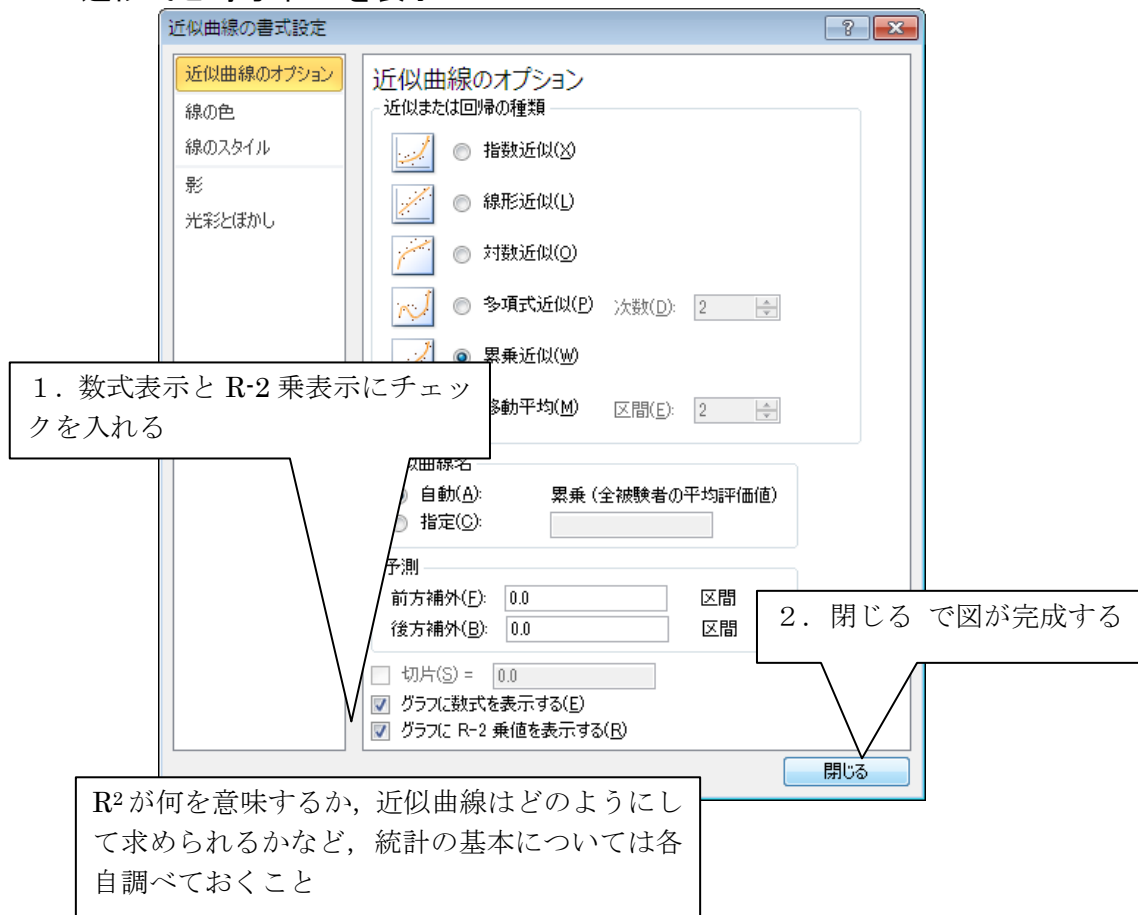 近似曲線の書式設定
近似曲線のオプション
線の色
線のスタイル
影
光彩とぼかし
近似曲線のオプション
近似または回帰の種類
指数近似(X)
線形近似(L)
対数近似(O)
多項式近似(P) 次数(D): 2
累乗近似(W)
移動平均(M) 区間(E): 2
1．数式表示と R-2 乗表示にチェッ
クを入れる
似曲線名
自動(A): 累乗 (全被験者の平均評価値)
指定(C):
予測
前方補外(F): 0.0 区間
後方補外(B): 0.0 区間
2．閉じる で図が完成する
切片(S) = 0.0
グラフに数式を表示する(E)
グラフに R-2 乗値を表示する(R)
閉じる
R²が何を意味するか，近似曲線はどのようにし
て求められるかなど，統計の基本については各
自調べておくこと